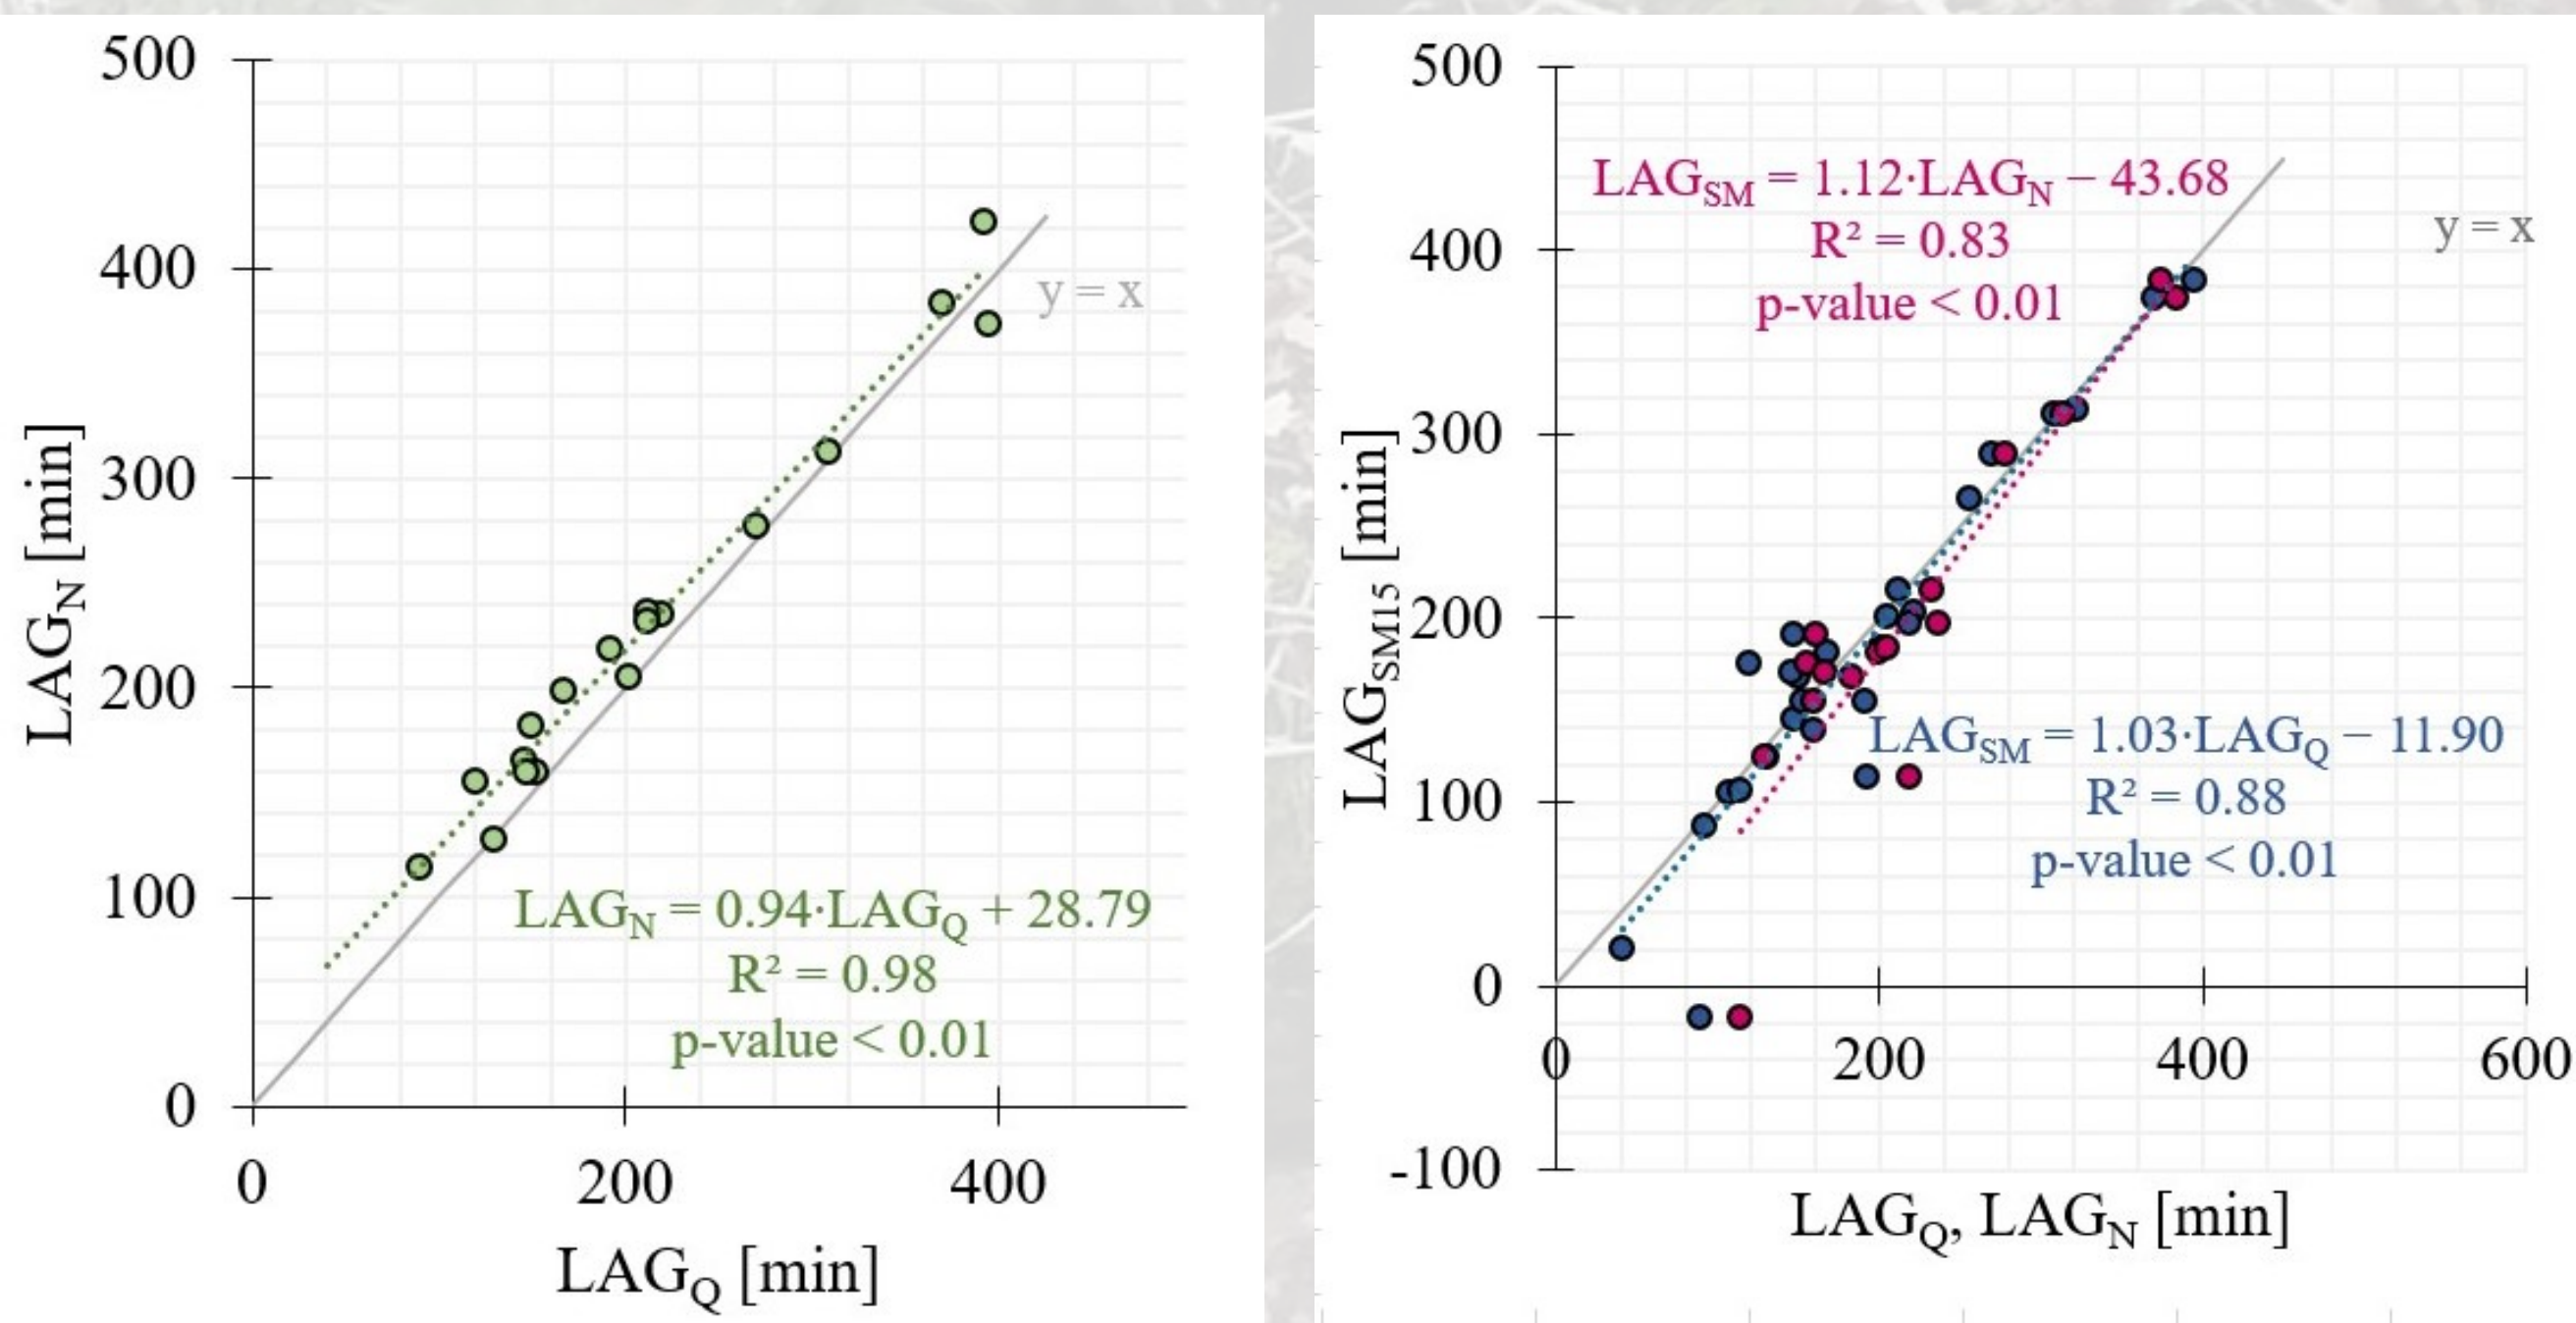 500
400
300
200
100
0
LAG_N [min]
y = x
LAG_N = 0.94·LAG_Q + 28.79
R² = 0.98
p-value < 0.01
0 200 400
LAG_Q [min]
500
400
300
200
100
0
-100
LAG_SM15 [min]
LAG_SM = 1.12·LAG_N − 43.68
R² = 0.83
p-value < 0.01
y = x
LAG_SM = 1.03·LAG_Q − 11.90
R² = 0.88
p-value < 0.01
0 200 400 600
LAG_Q, LAG_N [min]